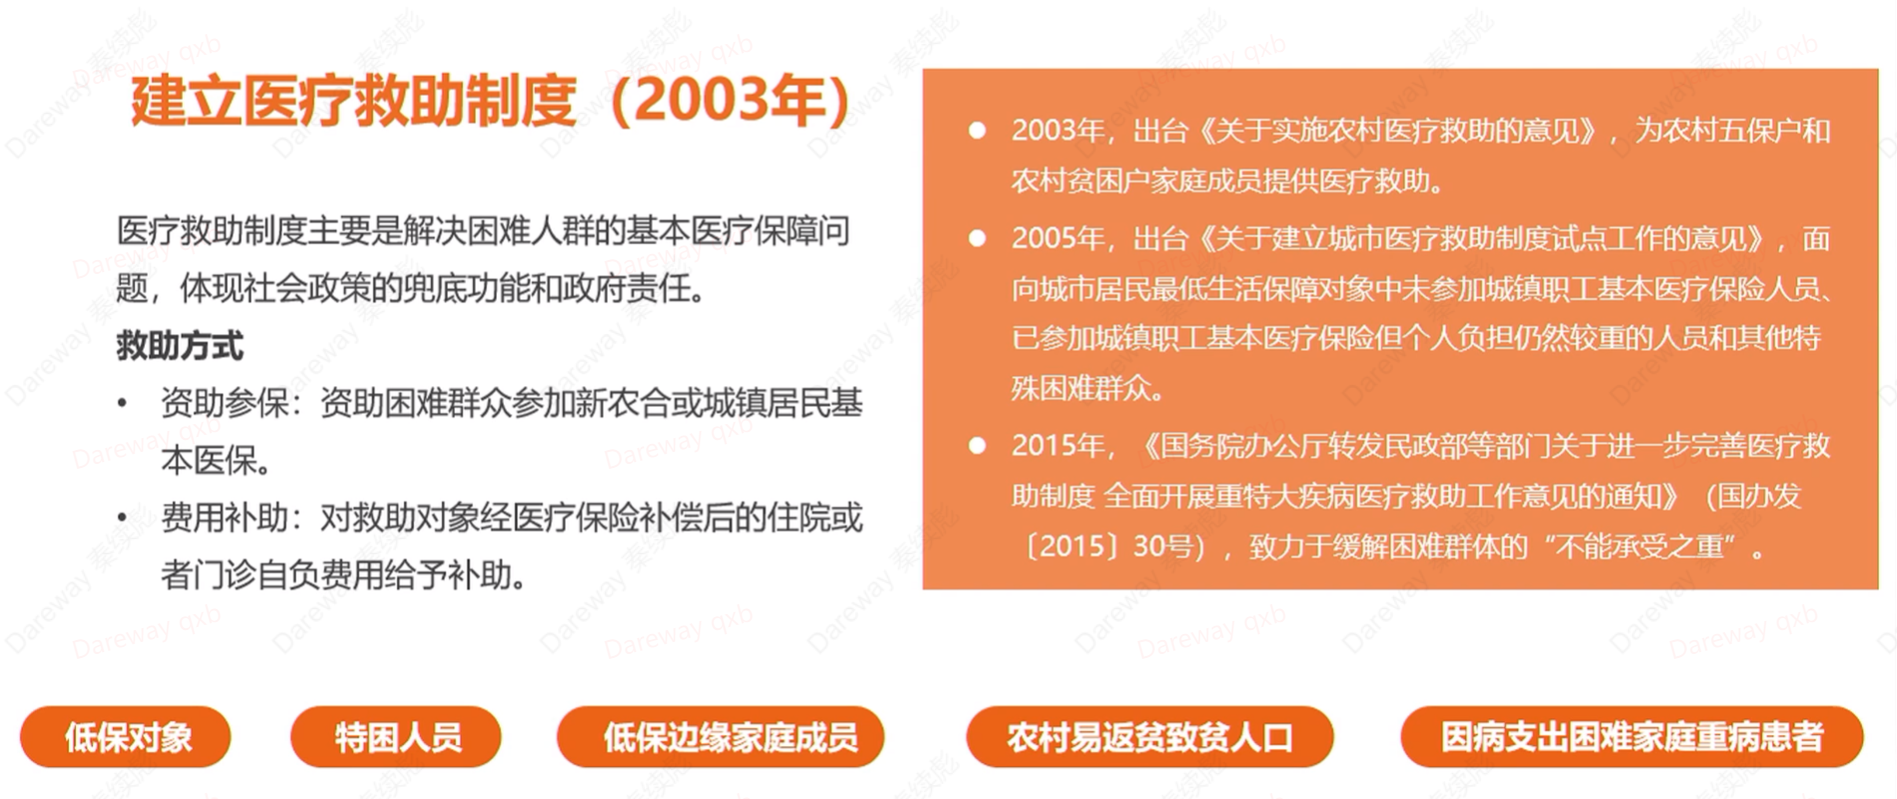 建立医疗救助制度（2003年）
医疗救助制度主要是解决困难人群的基本医疗保障问
题，体现社会政策的兜底功能和政府责任。
救助方式
• 资助参保：资助困难群众参加新农合或城镇居民基
本医保。
• 费用补助：对救助对象经医疗保险补偿后的住院或
者门诊自负费用给予补助。
● 2003年，出台《关于实施农村医疗救助的意见》，为农村五保户和
农村贫困户家庭成员提供医疗救助。
● 2005年，出台《关于建立城市医疗救助制度试点工作的意见》，面
向城市居民最低生活保障对象中未参加城镇职工基本医疗保险人员、
已参加城镇职工基本医疗保险但个人负担仍然较重的人员和其他特
殊困难群众。
● 2015年，《国务院办公厅转发民政部等部门关于进一步完善医疗救
助制度 全面开展重特大疾病医疗救助工作意见的通知》（国办发
〔2015〕30号），致力于缓解困难群体的“不能承受之重”。
低保对象
特困人员
低保边缘家庭成员
农村易返贫致贫人口
因病支出困难家庭重病患者
Dareway 秦续彪
Dareway qxb